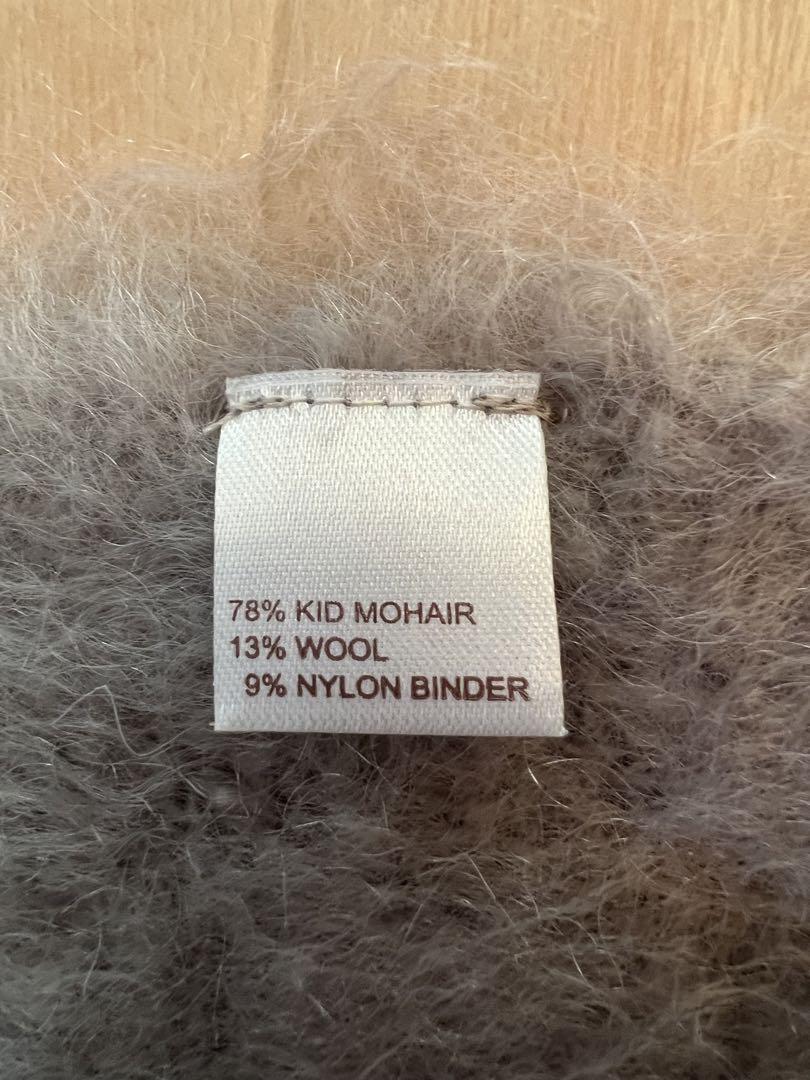 78% KID MOHAIR
13% WOOL
9% NYLON BINDER